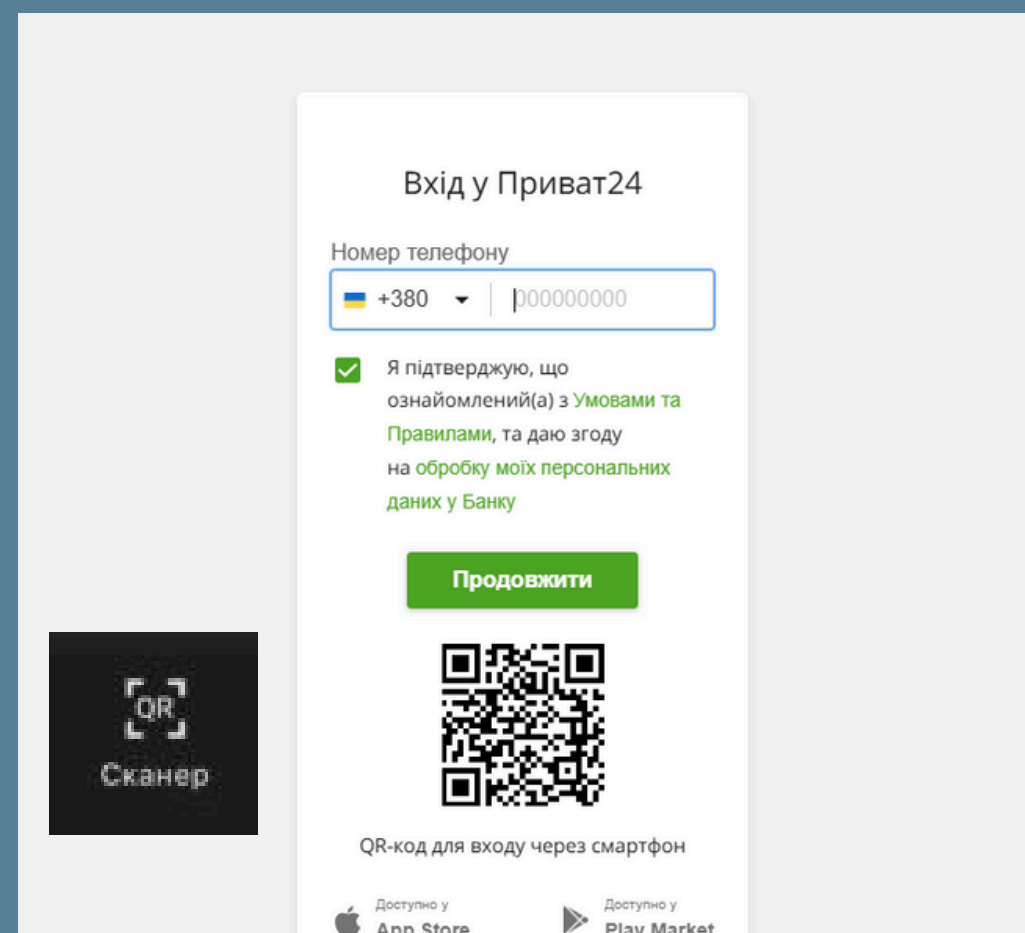 Вхід у Приват24
Номер телефону
+380
000000000
Я підтверджую, що
ознайомлений(а) з Умовами та
Правилами, та даю згоду
на обробку моїх персональних
даних у Банку
Продовжити
QR
Сканер
QR-код для входу через смартфон
Доступно у
App Store
Доступно у
Play Market